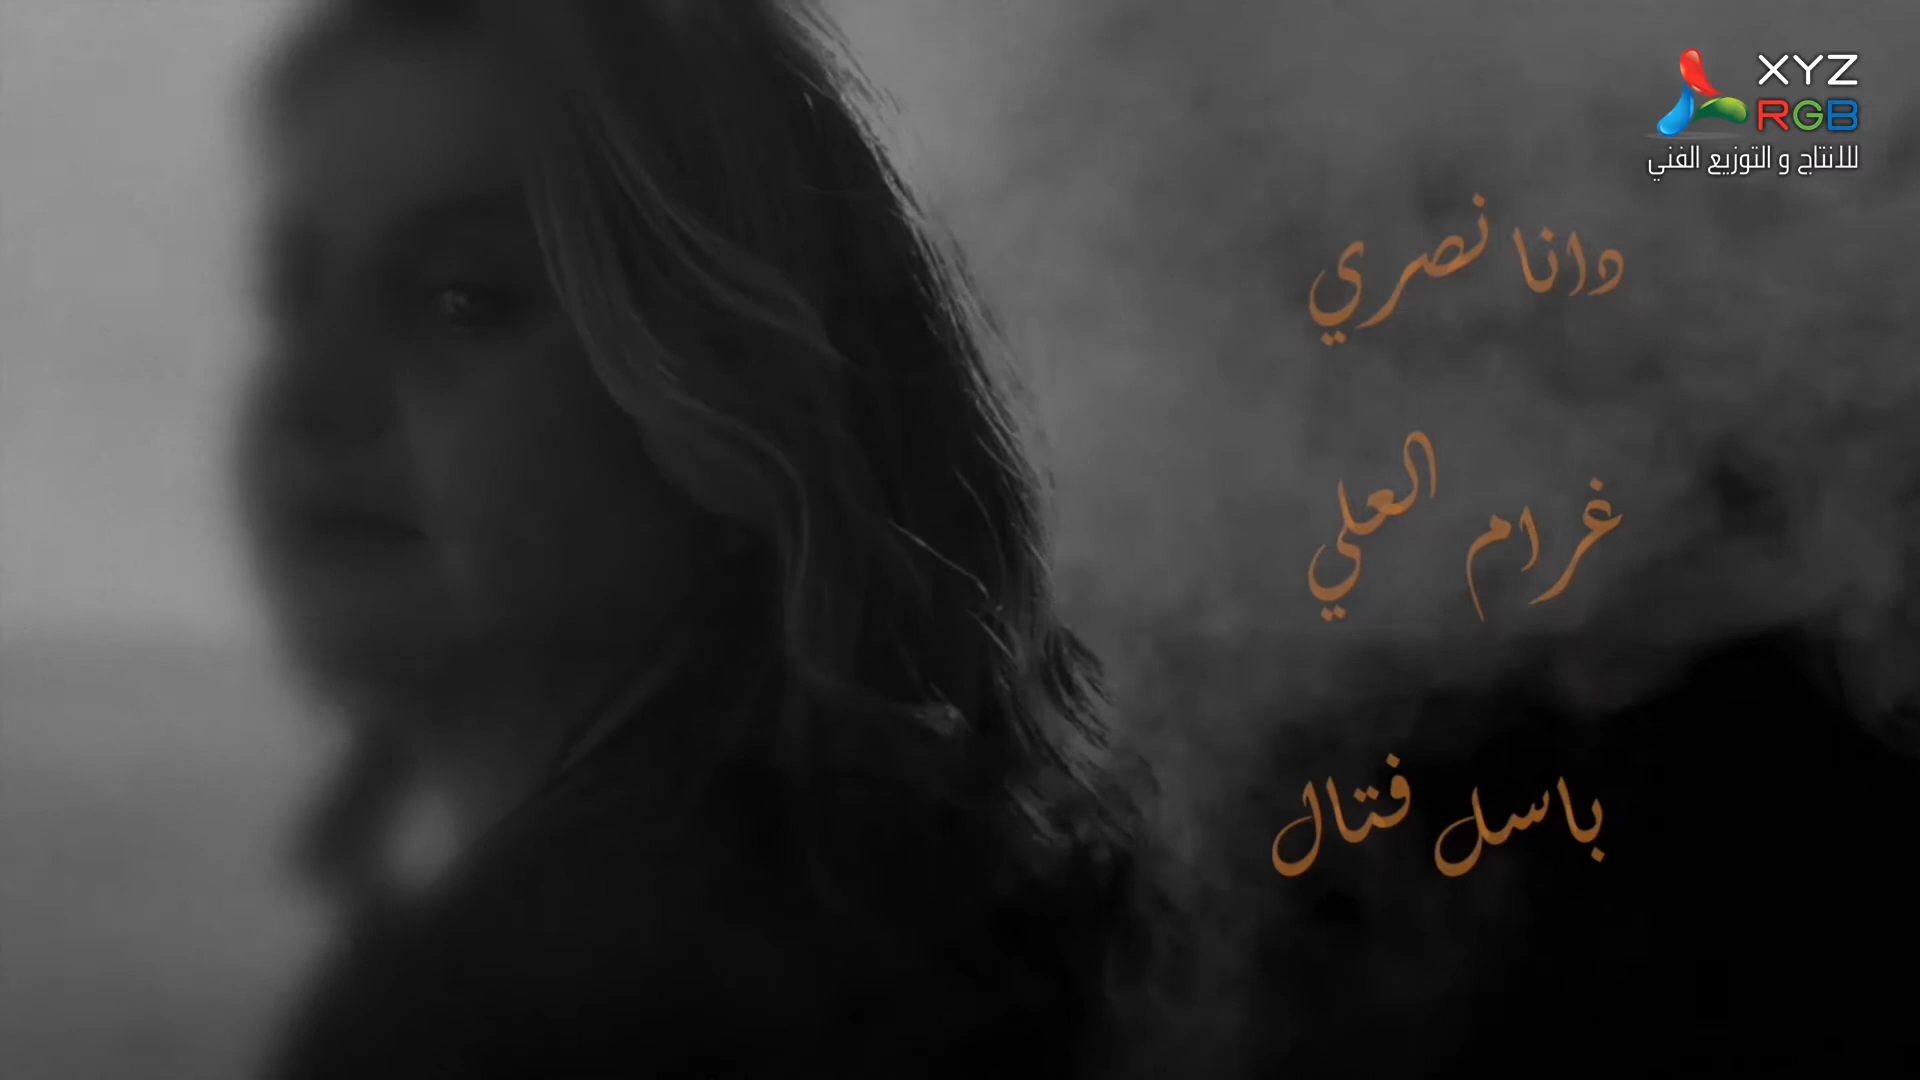 XYZ
RGB
للانتاج و التوزيع الفني
دانا نصري
غرام العلي
باسل فتال